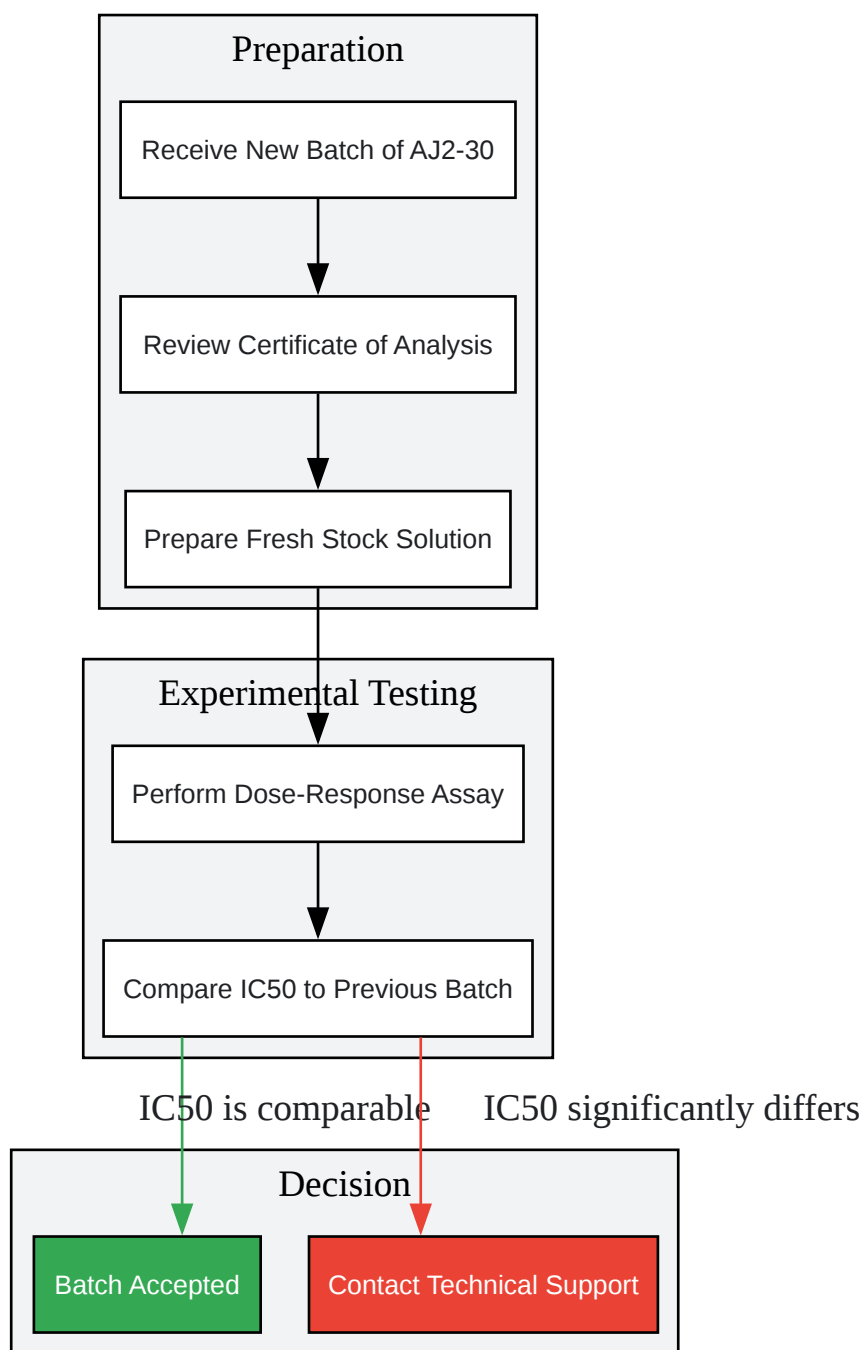 Preparation
Receive New Batch of AJ2-30
Review Certificate of Analysis
Prepare Fresh Stock Solution
Experimental Testing
Perform Dose-Response Assay
Compare IC50 to Previous Batch
IC50 is comparable
IC50 significantly differs
Decision
Batch Accepted
Contact Technical Support